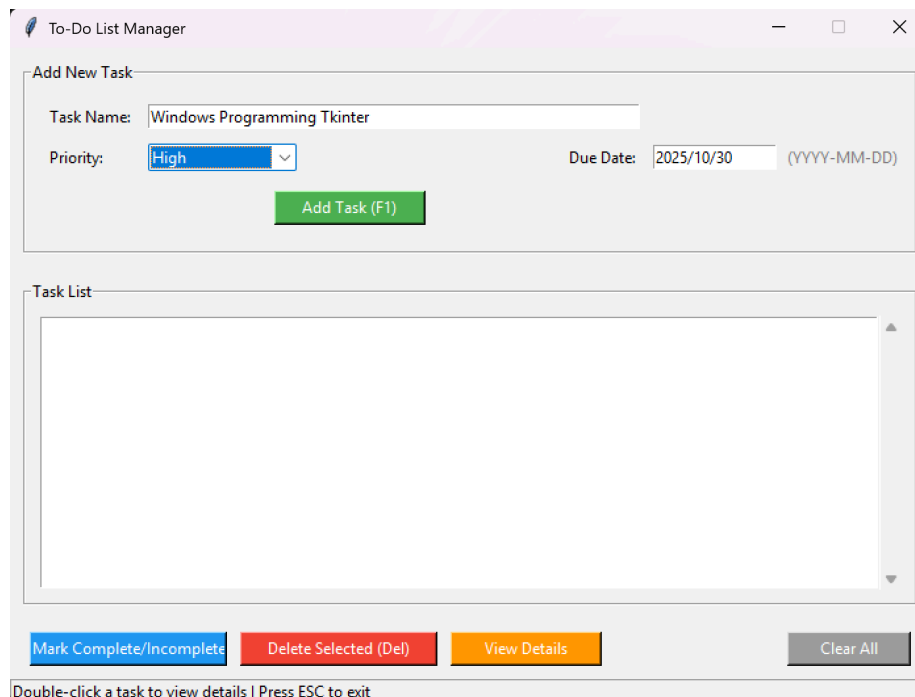 To-Do List Manager
Add New Task
Task Name: Windows Programming Tkinter
Priority: High Due Date: 2025/10/30 (YYYY-MM-DD)
Add Task (F1)
Task List
Mark Complete/Incomplete Delete Selected (Del) View Details Clear All
Double-click a task to view details | Press ESC to exit